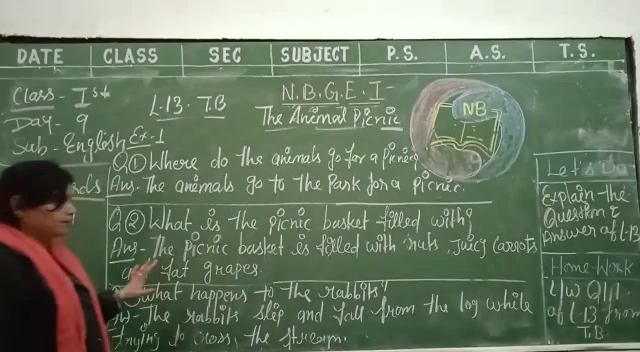 DATE CLASS SEC SUBJECT P.S. A.S. T.S.
Class - Ist
Day - 9
Sub - English
L.13. T.B
N.B.G.E.I-
The Animal Picnic
NB
Ex-1
Q① Where do the animals go for a picnic?
Ans - The animals go to the Park for a picnic.
Q② What is the picnic basket filled with?
Ans - The picnic basket is filled with nuts, juicy carrots
fat grapes.
What happens to the rabbits?
The rabbits slip and fall from the log while
trying to cross, the stream.
Let's Do
Explain the
Question &
Answer of L-13
Home-Work
L/W Q/A
of L-13 from
T.B.